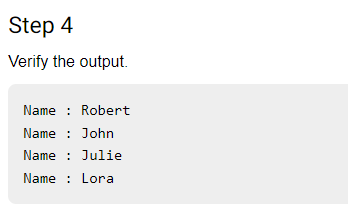 Step 4
Verify the output.
Name : Robert
Name : John
Name : Julie
Name : Lora